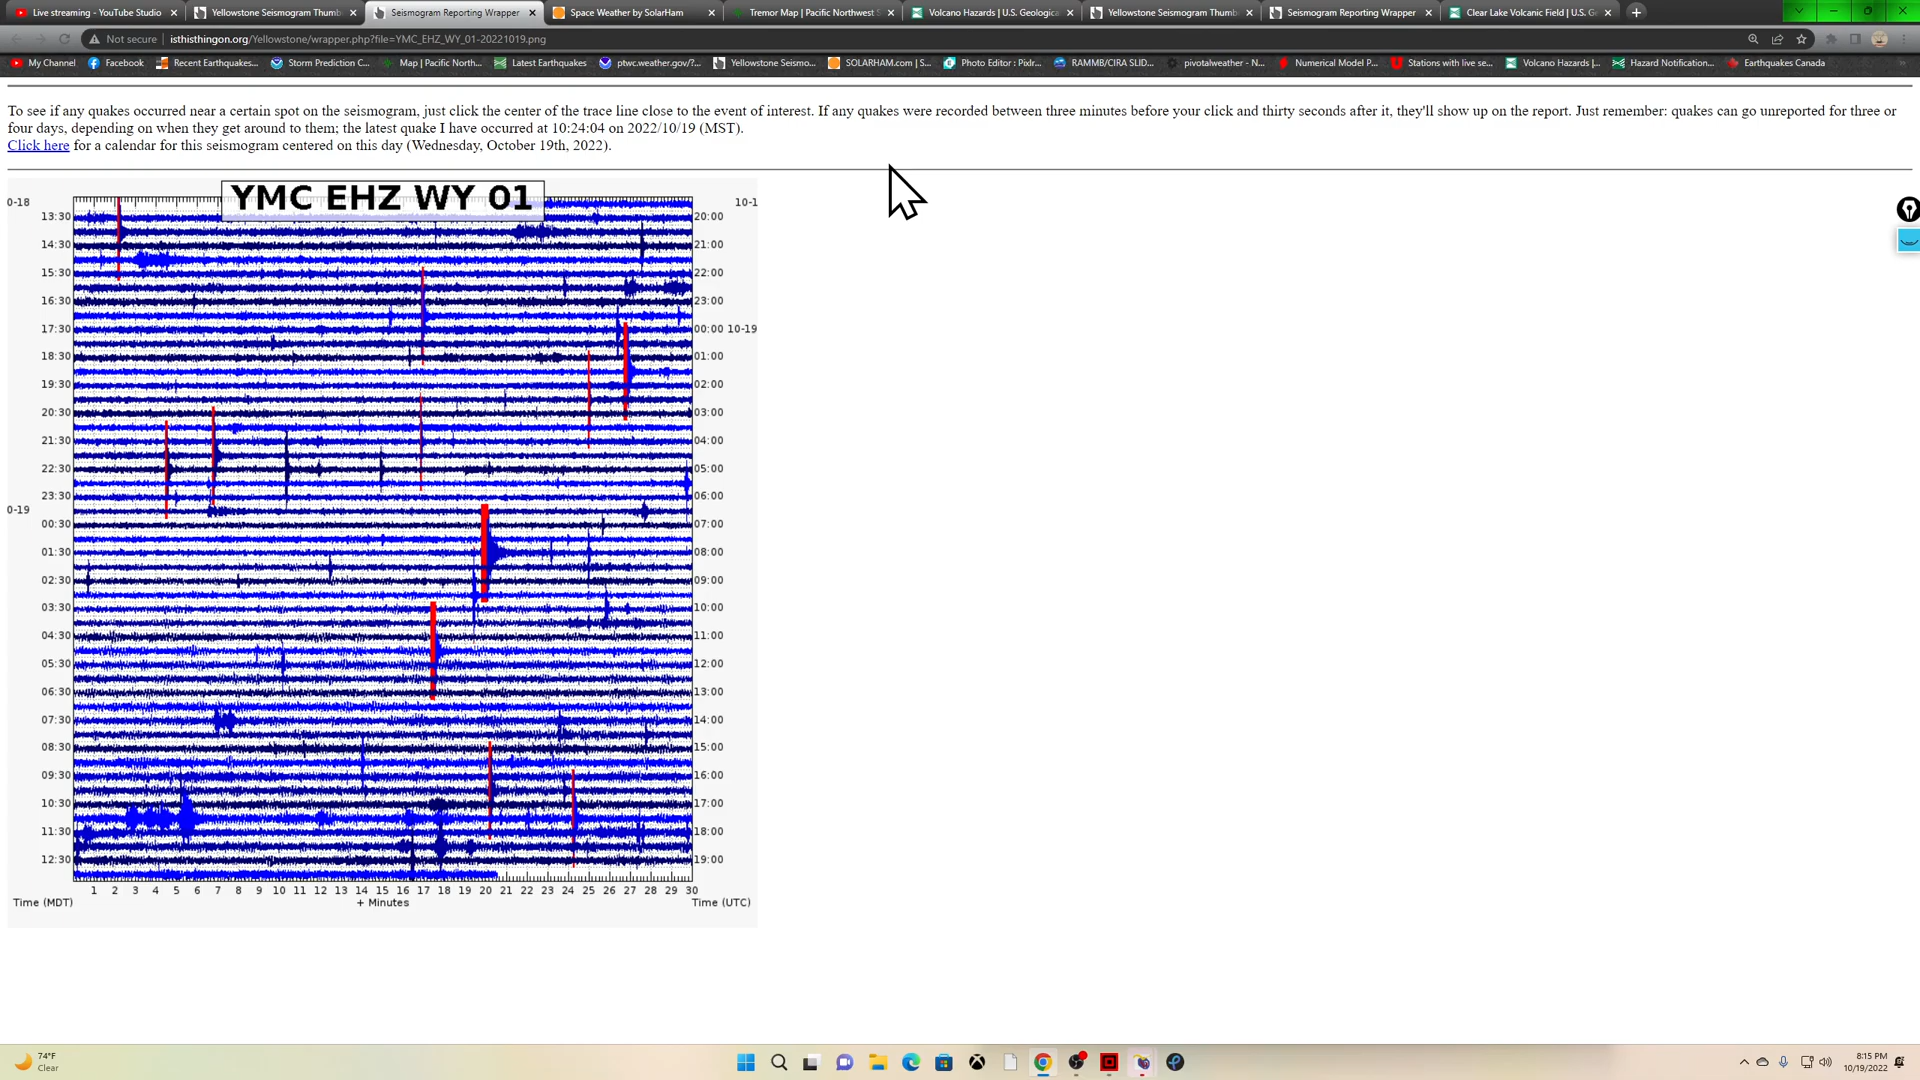 Live streaming - YouTube Studio
Yellowstone Seismogram Thumb
Seismogram Reporting Wrapper
Space Weather by SolarHam
Tremor Map | Pacific Northwest S
Volcano Hazards | U.S. Geologica
Yellowstone Seismogram Thumb
Seismogram Reporting Wrapper
Clear Lake Volcanic Field | U.S. G
Not secure | isthisthingon.org/Yellowstone/wrapper.php?file=YMC_EHZ_WY_01-20221019.png
My Channel
Facebook
Recent Earthquakes...
Storm Prediction C...
Map | Pacific North...
Latest Earthquakes
ptwc.weather.gov/?...
Yellowstone Seismo...
SOLARHAM.com | S...
Photo Editor : Pixlr...
RAMMB/CIRA SLID...
pivotalweather - N...
Numerical Model P...
Stations with live se...
Volcano Hazards |...
Hazard Notification...
Earthquakes Canada
To see if any quakes occurred near a certain spot on the seismogram, just click the center of the trace line close to the event of interest. If any quakes were recorded between three minutes before your click and thirty seconds after it, they'll show up on the report. Just remember: quakes can go unreported for three or
four days, depending on when they get around to them; the latest quake I have occurred at 10:24:04 on 2022/10/19 (MST).
Click here for a calendar for this seismogram centered on this day (Wednesday, October 19th, 2022).
YMC EHZ WY 01
0-18 10-1
13:30 20:00
14:30 21:00
15:30 22:00
16:30 23:00
17:30 00:00 10-19
18:30 01:00
19:30 02:00
20:30 03:00
21:30 04:00
22:30 05:00
23:30 06:00
0-19
00:30 07:00
01:30 08:00
02:30 09:00
03:30 10:00
04:30 11:00
05:30 12:00
06:30 13:00
07:30 14:00
08:30 15:00
09:30 16:00
10:30 17:00
11:30 18:00
12:30 19:00
1 2 3 4 5 6 7 8 9 10 11 12 13 14 15 16 17 18 19 20 21 22 23 24 25 26 27 28 29 30
Time (MDT) + Minutes Time (UTC)
74°F
Clear
8:15 PM
10/19/2022